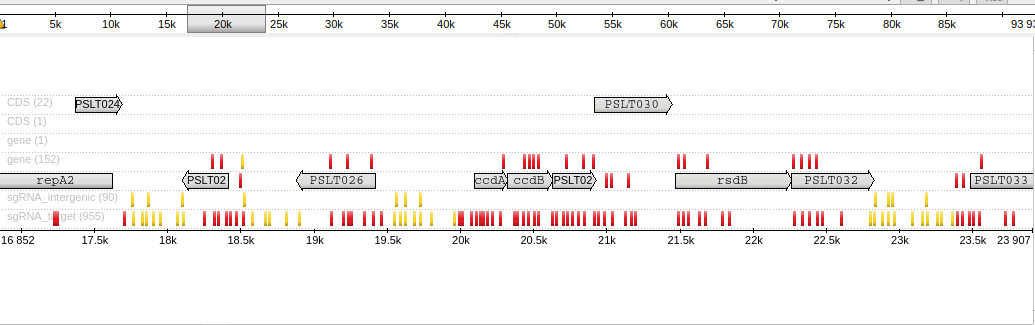 1 5k 10k 15k 20k 25k 30k 35k 40k 45k 50k 55k 60k 65k 70k 75k 80k 85k 93 93
CDS (22) PSLT024 PSLT030
CDS (1)
gene (1)
gene (152)
repA2 PSLT02 PSLT026 ccdA ccdB PSLT02 rsdB PSLT032 PSLT033
sgRNA_intergenic (90)
sgRNA_target (955)
16 852 17.5k 18k 18.5k 19k 19.5k 20k 20.5k 21k 21.5k 22k 22.5k 23k 23.5k 23 907